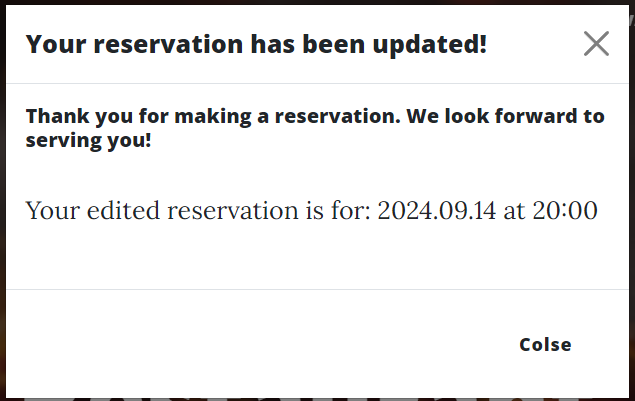 Your reservation has been updated!
Thank you for making a reservation. We look forward to
serving you!
Your edited reservation is for: 2024.09.14 at 20:00
Colse